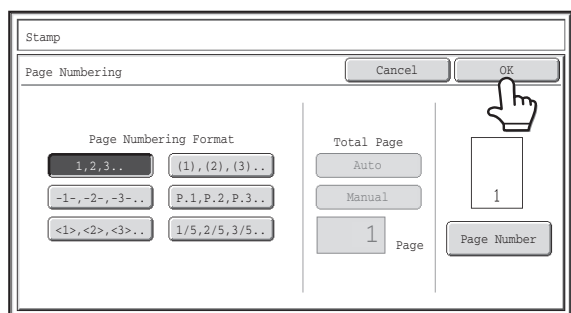 Stamp
Page Numbering
Cancel
OK
Page Numbering Format
1,2,3..
(1),(2),(3)..
-1-,-2-,-3-..
P.1,P.2,P.3..
<1>,<2>,<3>..
1/5,2/5,3/5..
Total Page
Auto
Manual
1 Page
1
Page Number